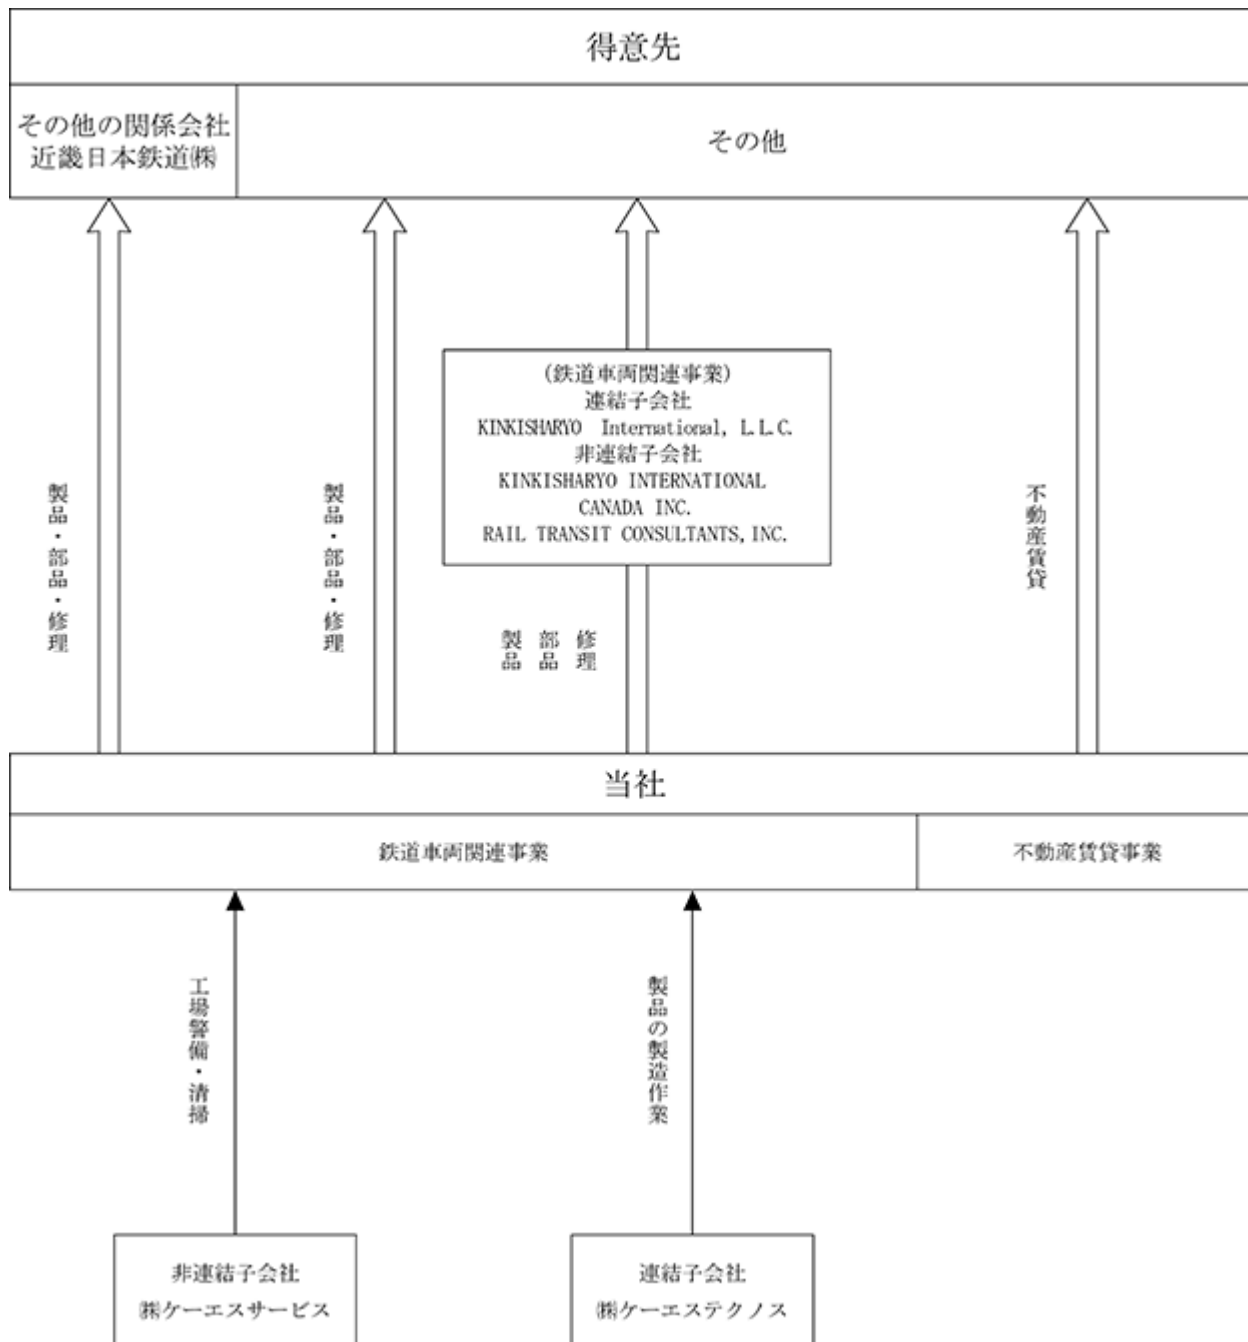 得意先
その他の関係会社
近畿日本鉄道㈱
その他
(鉄道車両関連事業)
連結子会社
KINKISHARYO International, L.L.C.
非連結子会社
KINKISHARYO INTERNATIONAL
CANADA INC.
RAIL TRANSIT CONSULTANTS, INC.
製品・部品・修理
製品・部品・修理
製品
部品
修理
不動産賃貸
当社
鉄道車両関連事業
不動産賃貸事業
工場警備・清掃
製品の製造作業
非連結子会社
㈱ケーエスサービス
連結子会社
㈱ケーエステクノス